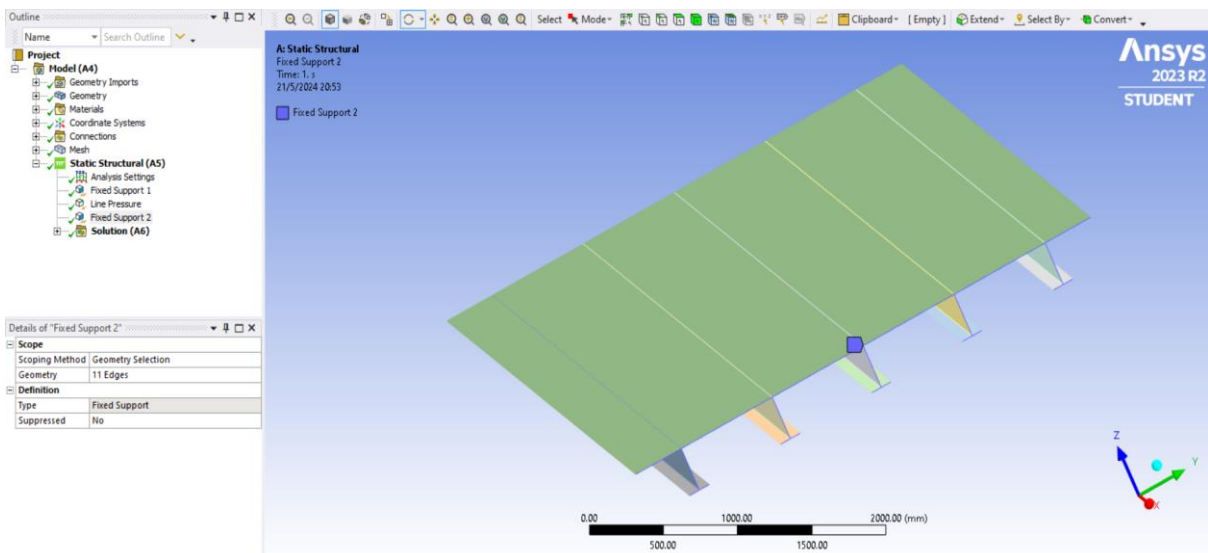 Outline
Name Search Outline
Project
Model (A4)
Geometry Imports
Geometry
Materials
Coordinate Systems
Connections
Mesh
Static Structural (A5)
Analysis Settings
Fixed Support 1
Line Pressure
Fixed Support 2
Solution (A6)
Details of "Fixed Support 2"
Scope
Scoping Method Geometry Selection
Geometry 11 Edges
Definition
Type Fixed Support
Suppressed No
Select Mode Clipboard [Empty] Extend Select By Convert
A: Static Structural
Fixed Support 2
Time: 1. s
21/5/2024 20:53
Fixed Support 2
Ansys
2023 R2
STUDENT
Z
Y
X
0.00 1000.00 2000.00 (mm)
500.00 1500.00